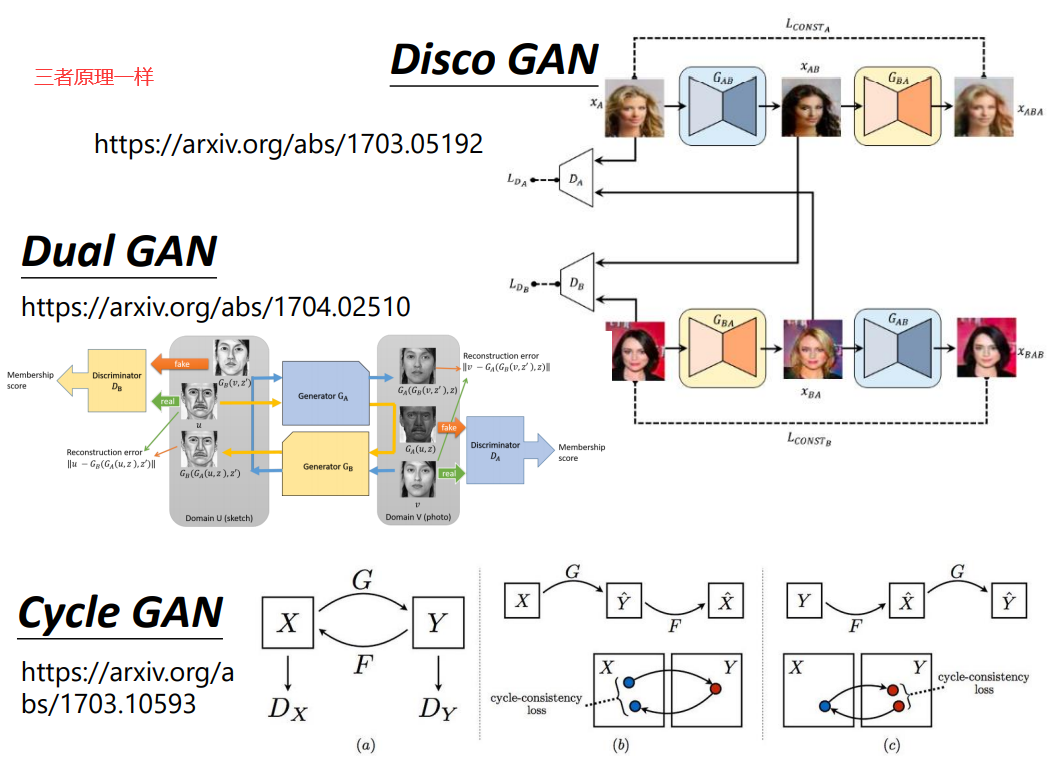 三者原理一样
Disco GAN
https://arxiv.org/abs/1703.05192
L_{CONST_A}
x_A
G_{AB}
x_{AB}
G_{BA}
x_{ABA}
L_{D_A}
D_A
L_{D_B}
D_B
G_{BA}
x_{BA}
G_{AB}
x_{BAB}
L_{CONST_B}
Dual GAN
https://arxiv.org/abs/1704.02510
Membership
score
Discriminator
D_B
fake
real
G_B(v,z')
u
Reconstruction error
‖u − G_B(G_A(u,z),z')‖
G_B(G_A(u,z),z')
Domain U (sketch)
Generator G_A
Generator G_B
G_A(G_B(v,z'),z)
G_A(u,z)
v
Domain V (photo)
Reconstruction error
‖v − G_A(G_B(v,z'),z)‖
fake
real
Discriminator
D_A
Membership
score
Cycle GAN
https://arxiv.org/a
bs/1703.10593
G
X
Y
F
D_X
D_Y
(a)
X
G
Ŷ
F
X̂
X
Y
cycle-consistency
loss
(b)
Y
F
X̂
G
Ŷ
X
Y
cycle-consistency
loss
(c)